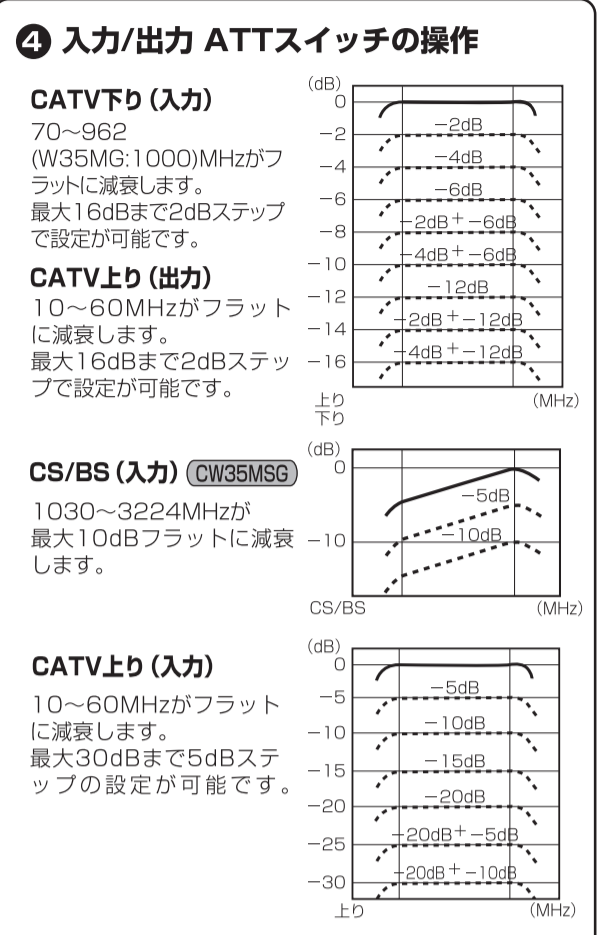 ❹ 入力/出力 ATTスイッチの操作
CATV下り（入力）
70～962
(W35MG:1000)MHzがフ
ラットに減衰します。
最大16dBまで2dBステップ
で設定が可能です。
CATV上り（出力）
10～60MHzがフラット
に減衰します。
最大16dBまで2dBステッ
プで設定が可能です。
(dB)
0
−2
−4
−6
−8
−10
−12
−14
−16
−2dB
−4dB
−6dB
−2dB+−6dB
−4dB+−6dB
−12dB
−2dB+−12dB
−4dB+−12dB
上り
下り
(MHz)
CS/BS（入力） CW35MSG
1030～3224MHzが
最大10dBフラットに減衰
します。
(dB)
0
−10
−5dB
−10dB
CS/BS
(MHz)
CATV上り（入力）
10～60MHzがフラット
に減衰します。
最大30dBまで5dBステ
ップの設定が可能です。
(dB)
0
−5
−10
−15
−20
−25
−30
−5dB
−10dB
−15dB
−20dB
−20dB+−5dB
−20dB+−10dB
上り
(MHz)